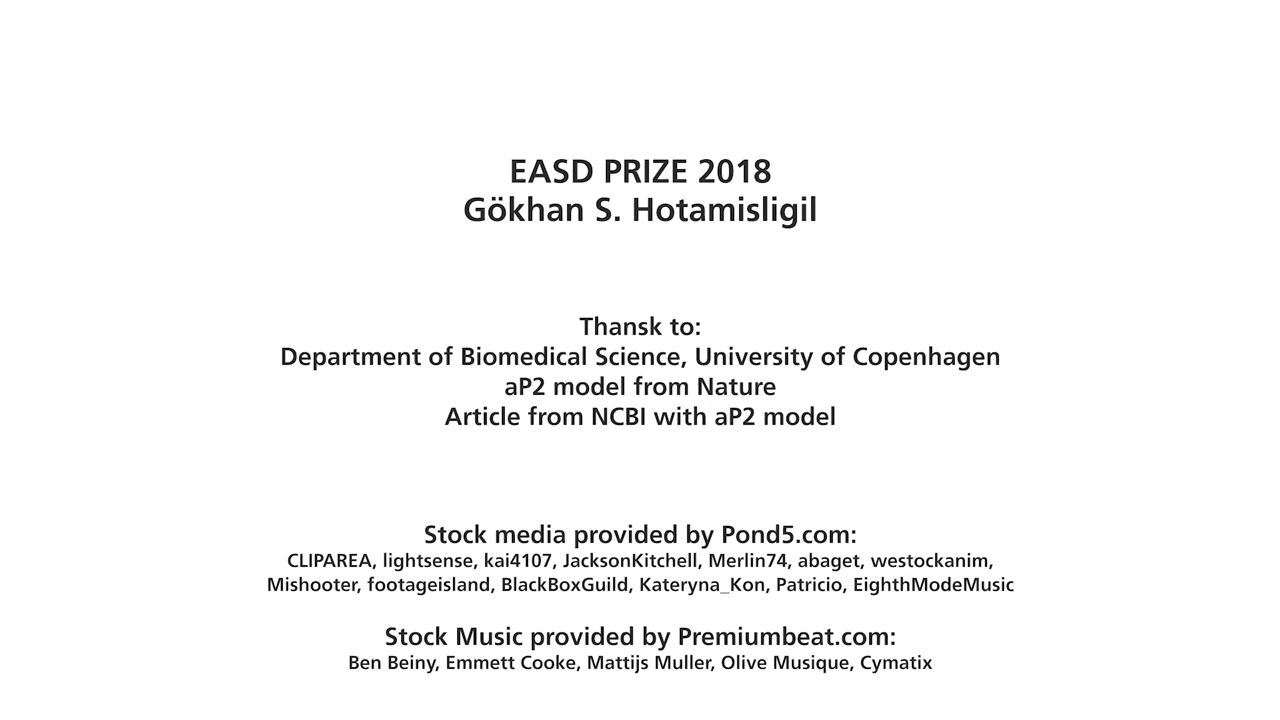 EASD PRIZE 2018
Gökhan S. Hotamisligil
Thansk to:
Department of Biomedical Science, University of Copenhagen
aP2 model from Nature
Article from NCBI with aP2 model
Stock media provided by Pond5.com:
CLIPAREA, lightsense, kai4107, JacksonKitchell, Merlin74, abaget, westockanim,
Mishooter, footageisland, BlackBoxGuild, Kateryna_Kon, Patricio, EighthModeMusic
Stock Music provided by Premiumbeat.com:
Ben Beiny, Emmett Cooke, Mattijs Muller, Olive Musique, Cymatix